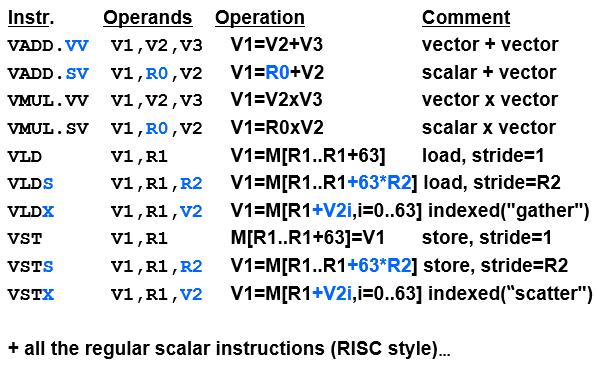 Instr. Operands Operation Comment
VADD.VV V1,V2,V3 V1=V2+V3 vector + vector
VADD.SV V1,R0,V2 V1=R0+V2 scalar + vector
VMUL.VV V1,V2,V3 V1=V2xV3 vector x vector
VMUL.SV V1,R0,V2 V1=R0xV2 scalar x vector
VLD V1,R1 V1=M[R1..R1+63] load, stride=1
VLDS V1,R1,R2 V1=M[R1..R1+63*R2] load, stride=R2
VLDX V1,R1,V2 V1=M[R1+V2i,i=0..63] indexed("gather")
VST V1,R1 M[R1..R1+63]=V1 store, stride=1
VSTS V1,R1,R2 V1=M[R1..R1+63*R2] store, stride=R2
VSTX V1,R1,V2 V1=M[R1+V2i,i=0..63] indexed(“scatter")
+ all the regular scalar instructions (RISC style)…